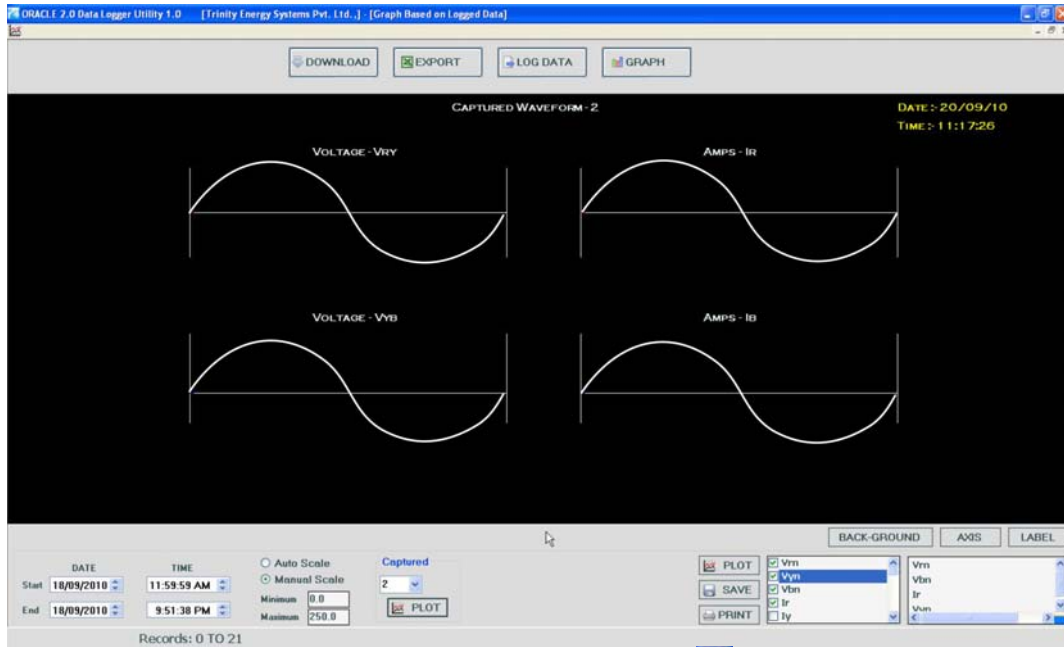 ORACLE 2.0 Data Logger Utility 1.0 [Trinity Energy Systems Pvt. Ltd.,] - [Graph Based on Logged Data]
DOWNLOAD EXPORT LOG DATA GRAPH
CAPTURED WAVEFORM - 2
DATE :- 20/09/10
TIME :- 11:17:26
VOLTAGE - VRY
AMPS - IR
VOLTAGE - VYB
AMPS - IB
BACK-GROUND AXIS LABEL
DATE TIME
Start 18/09/2010 11:59:59 AM
End 18/09/2010 9:51:38 PM
Auto Scale
Manual Scale
Minimum 0.0
Maximum 250.0
Captured
2
PLOT
PLOT
SAVE
PRINT
Vrn
Vyn
Vbn
Ir
Iy
Vrn
Vbn
Ir
Vyn
Records: 0 TO 21